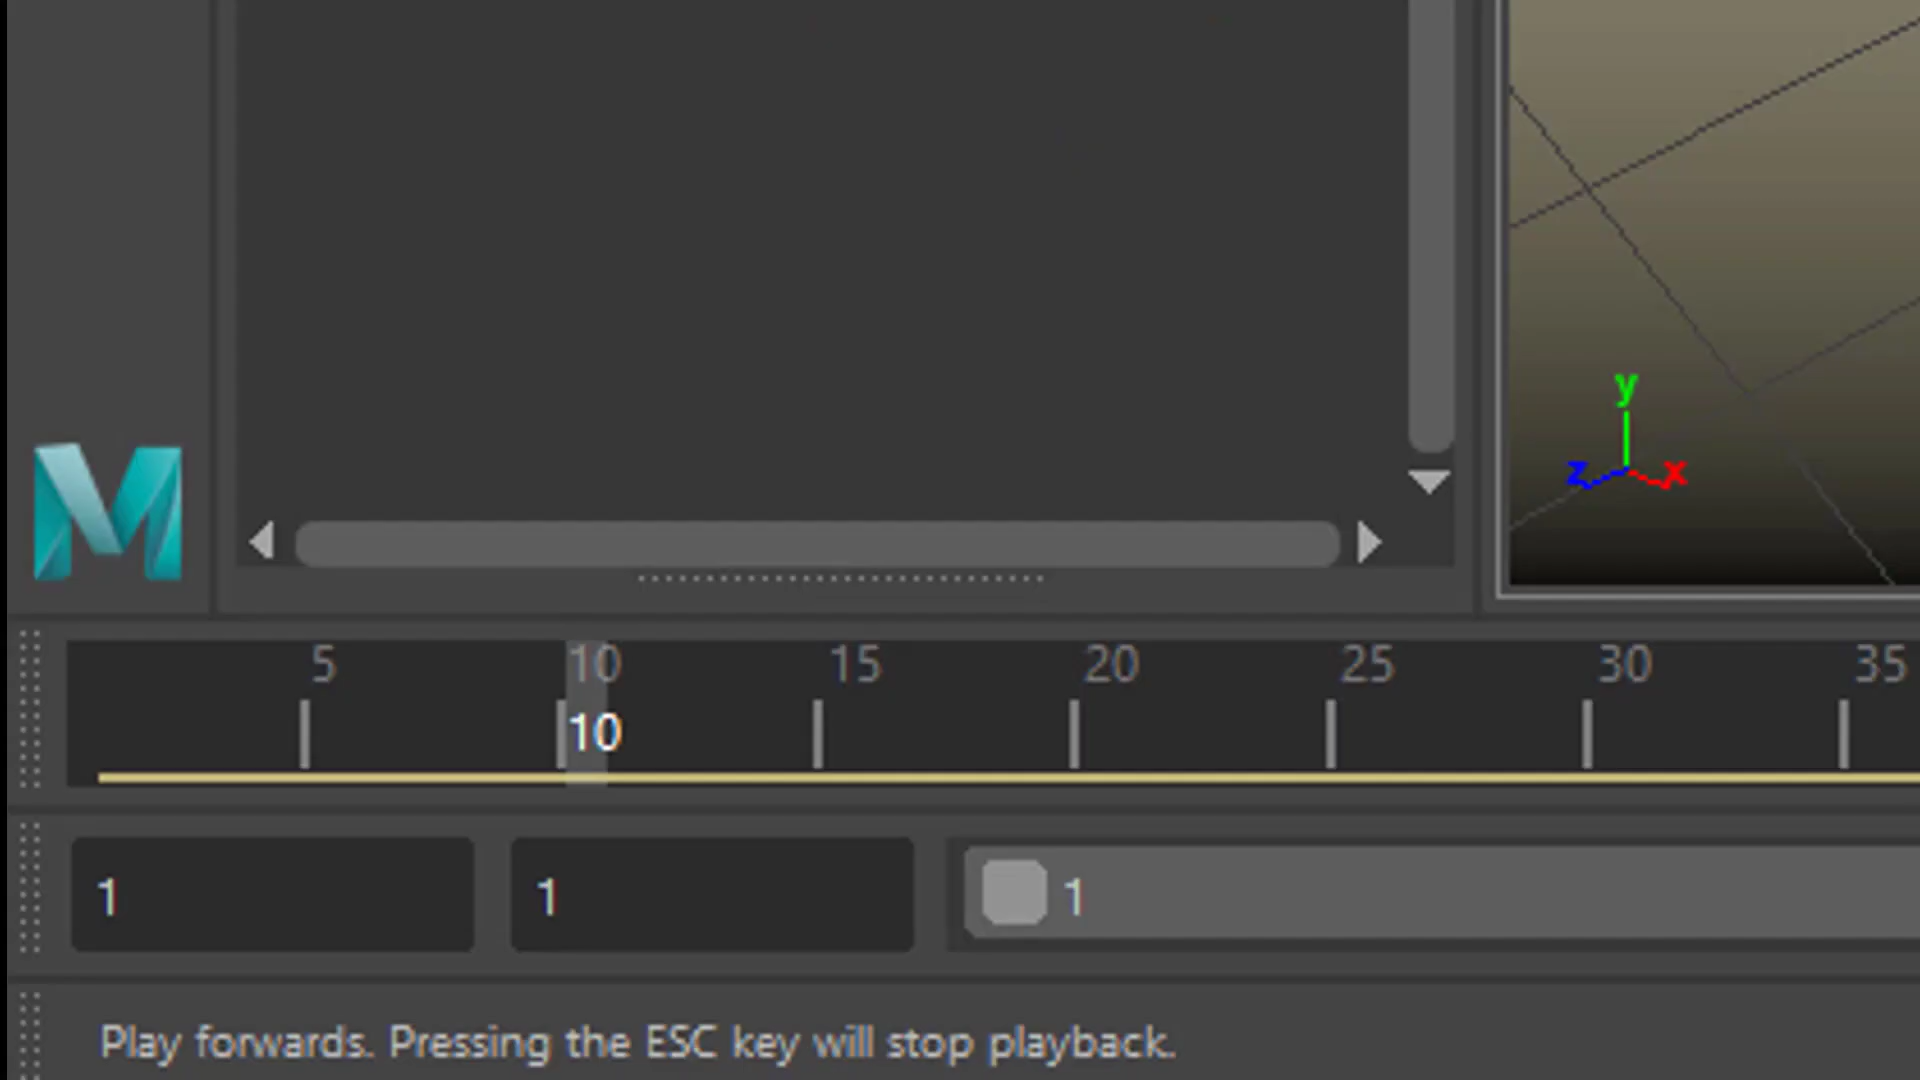 y
z x
5 10 15 20 25 30 35
10
1 1 1
Play forwards. Pressing the ESC key will stop playback.